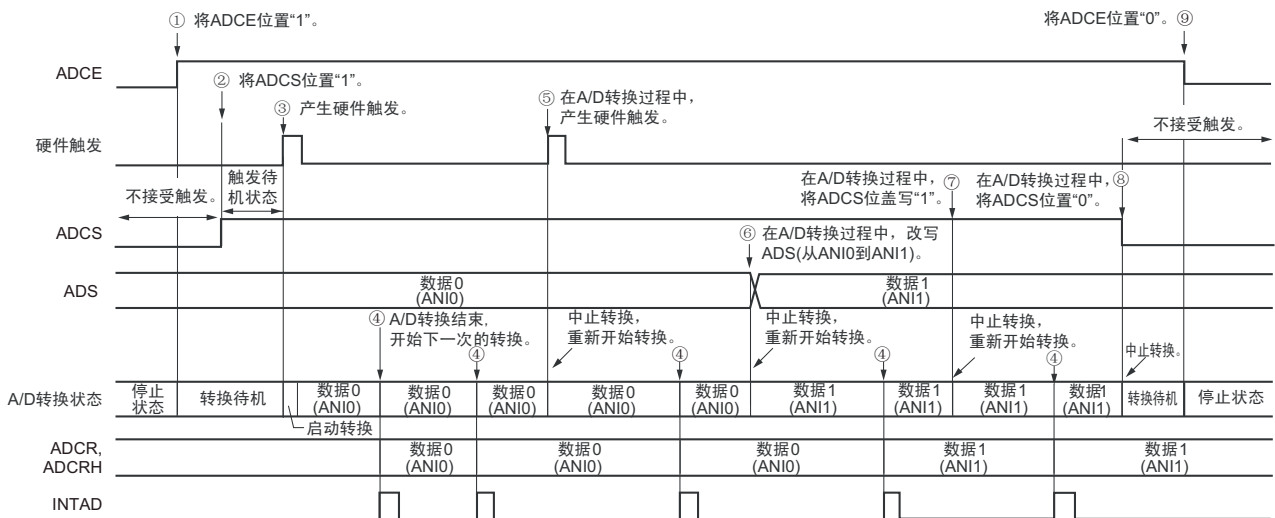 ① 将ADCE位置“1”。
将ADCE位置“0”。⑨
ADCE
② 将ADCS位置“1”。
③ 产生硬件触发。
⑤ 在A/D转换过程中，
产生硬件触发。
硬件触发
不接受触发。
触发待
机状态
不接受触发。
在A/D转换过程中，⑦
将ADCS位盖写“1”。
在A/D转换过程中，⑧
将ADCS位置“0”。
ADCS
⑥ 在A/D转换过程中，改写
ADS(从ANI0到ANI1)。
ADS
数据0
(ANI0)
数据1
(ANI1)
④ A/D转换结束,
开始下一次的转换。
④
中止转换，
重新开始转换。
④
中止转换，
重新开始转换。
④
中止转换，
重新开始转换。
④
中止转换。
A/D转换状态
停止
状态
转换待机
启动转换
数据0
(ANI0)
数据0
(ANI0)
数据0
(ANI0)
数据0
(ANI0)
数据0
(ANI0)
数据1
(ANI1)
数据1
(ANI1)
数据1
(ANI1)
数据1
(ANI1)
转换待机
停止状态
ADCR,
ADCRH
数据0
(ANI0)
数据0
(ANI0)
数据0
(ANI0)
数据1
(ANI1)
数据1
(ANI1)
INTAD